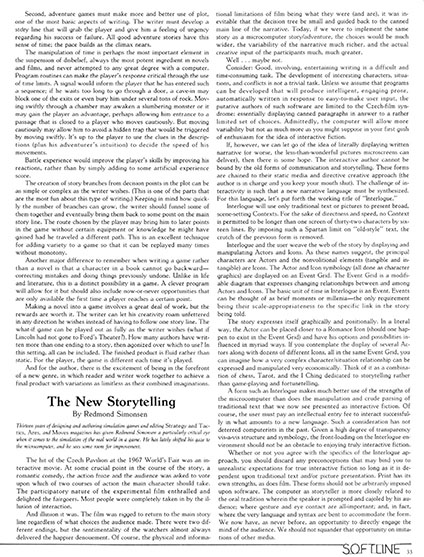 Second, adventure games must make more and better use of plot,
one of the most basic aspects of writing. The writer must develop a
story line that will grab the player and give him a feeling of urgency
regarding his success or failure. All good adventure stories have this
sense of time; the pace builds as the climax nears.
The manipulation of time is perhaps the most important element in
the suspension of disbelief, always the most potent ingredient in novels
and films, and never attempted to any great degree with a computer.
Program routines can make the player's response critical through the use
of time limits. A signal would inform the player that he has entered such
a sequence; if he waits too long to go through a door, a cave-in may
block one of the exits or even bury him under several tons of rock. Mov-
ing swiftly through a chamber may awaken a slumbering monster or it
may gain the player an advantage, perhaps allowing him entrance to a
passage that is closed to a player who moves cautiously. But moving
cautiously may allow him to avoid a hidden trap that would be triggered
by moving swiftly. It's up to the player to use the clues in the descrip-
tions (plus his adventurer's intuition) to decide the speed of his
movements.
Battle experience would improve the player's skills by improving his
reactions, rather than by simply adding to some artificial experience
score.
The creation of story branches from decision points in the plot can be
as simple or complex as the writer wishes. (This is one of the parts that
are the most fun about this type of writing.) Keeping in mind how quick-
ly the number of branches can grow, the writer should funnel some of
them together and eventually bring them back to some point on the main
story line. The route chosen by the player may bring him to later points
in the game without certain equipment or knowledge he might have
gained had he traveled a different path. This is an excellent technique
for adding variety to a game so that it can be replayed many times
without monotony.
Another major difference to remember when writing a game rather
than a novel is that a character in a book cannot go backward—
correcting mistakes and doing things previously undone. Unlike in life
and literature, this is a distinct possibility in a game. A clever program
will allow for it but should also include now-or-never opportunities that
are only available the first time a player reaches a certain point.
Making a novel into a game involves a great deal of work, but the
rewards are worth it. The writer can let his creativity roam unfettered
in any direction he wishes instead of having to follow one story line. The
what-if game can be played out as fully as the writer wishes (what if
Lincoln had not gone to Ford's Theater?). How many authors have writ-
ten more than one ending to a story, then agonized over which to use? In
this setting, all can be included. The finished product is fluid rather than
static. For the player, the game is different each time it's played.
And for the author, there is the excitement of being in the forefront
of a new genre, in which reader and writer work together to achieve a
final product with variations as limitless as their combined imaginations.
The New Storytelling
By Redmond Simonsen
Thirteen years of designing and authoring simulation games and editing Strategy and Tac-
tics, Ares, and Moves magazines has given Redmond Simonsen a particularly critical eye
when it comes to the simulation of the real world in a game. He has lately shifted his gaze to
the microcomputer, and he sees some room for improvement.
The hit of the Czech Pavilion at the 1967 World's Fair was an inter-
active movie. At some crucial point in the course of the story, a
romantic comedy, the action froze and the audience was asked to vote
upon which of two courses of action the main character should take.
The participatory nature of the experimental film enthralled and
delighted the fairgoers. Most people were completely taken in by the il-
lusion of interaction.
And illusion it was. The film was rigged to return to the main story
line regardless of what choices the audience made. There were two dif-
ferent endings, but the sentimentality of the watchers almost always
delivered the happier denouement. Of course, the physical and informa-
tional limitations of film being what they were (and are), it was in-
evitable that the decision tree be small and guided back to the canned
main line of the narrative. Today, if we were to implement the same
story as a microcomputer story/adventure, the choices would be much
wider, the variability of the narrative much richer, and the actual
creative input of the participants much, much greater.
Well . . . maybe not.
Consider: Good, involving, entertaining writing is a difficult and
time-consuming task. The development of interesting characters, situa-
tions, and conflicts is not a trivial task. Unless we assume that programs
can be developed that will produce intelligent, engaging prose,
automatically written in response to easy-to-make user input, the
putative authors of such software are limited to the Czech-film syn-
drome: essentially displaying canned paragraphs in answer to a rather
limited set of choices. Admittedly, the computer will allow more
variability but not as much as you might suppose in your first gush
of enthusiasm for the idea of interactive fiction.
If, however, we can let go of the idea of literally displaying written
narrative (or worse, the less-than-wonderful pictures microcomputers can
deliver), then there is some hope. The interactive author cannot be
bound by the old forms of communication and storytelling. These forms
are chained to their static media and directive creative approach (the
author is in charge and you keep your mouth shut). The challenge of in-
teractivity is such that a new narrative language must be synthesized.
For this language, let's put forth the working title of "Interlogue."
Interlogue will use only traditional text or pictures to present broad,
scene-setting Contexts. For the sake of directness and speed, no Context
is permitted to be longer than one screen of thirty-two characters by six-
teen lines. By imposing such a Spartan limit on "old-style" text, the
crutch of the previous form is removed.
Interlogue and the user weave the web of the story by displaying and
manipulating Actors and Icons. As these names suggest, the principal
characters are Actors and the nonvolitional elements (tangible and in-
tangible) are Icons. The Actor and Icon symbology (all done as character
graphics) are displayed on an Event Grid. The Event Grid is a modifi-
able diagram that expresses changing relationships between and among
Actors and Icons. The basic unit of time in Interlogue is an Event. Events
can be thought of as brief moments or millenia—the only requirement
being their scale-appropriateness to the specific link in the story
being told.
The story expresses itself graphically and positionally. In a literal
way, the Actor can be placed closer to a Romance Icon (should one hap-
pen to exist in the Event Grid) and have his options and possibilities in-
fluenced in myriad ways. If you contemplate the display of several Ac-
tors along with dozens of different Icons, all in the same Event Grid, you
can imagine how a very complex character/situation relationship can be
expressed and manipulated very economically. Think of it as a combina-
tion of chess, Tarot, and the I Ching dedicated to storytelling rather
than game-playing and fortunetelling.
A form such as Interlogue makes much better use of the strengths of
the microcomputer than does the manipulation and crude parsing of
traditional text that we now see presented as interactive fiction. Of
course, the user must pay an intellectual entry fee to interact successful-
ly in what amounts to a new language. Such a consideration has not
deterred computerists in the past. Given a high degree of transparency
vis-a-vis structure and symbology, the front-loading on the Interlogue en-
vironment should not be an obstacle to enjoying truly interactive fiction.
Whether or not you agree with the specifics of the Interlogue ap-
proach, you should discard any preconceptions that may bind you to
unrealistic expectations for true interactive fiction so long as it is de-
pendent upon traditional text and/or picture presentation. Print has its
own strengths, as does film. These forms should not be arbitrarily imposed
upon software. The computer as storyteller is more closely related to
the oral tradition wherein the speaker is prompted and cajoled by his au-
dience; where gesture and eye contact are all-important; and, in fact,
where the very language and syntax are bent to accommodate the form.
We now have, as never before, an opportunity to directly engage the
mind of the audience. We should not squander that opportunity on imita-
tions of other media.
SOFTLINE 33